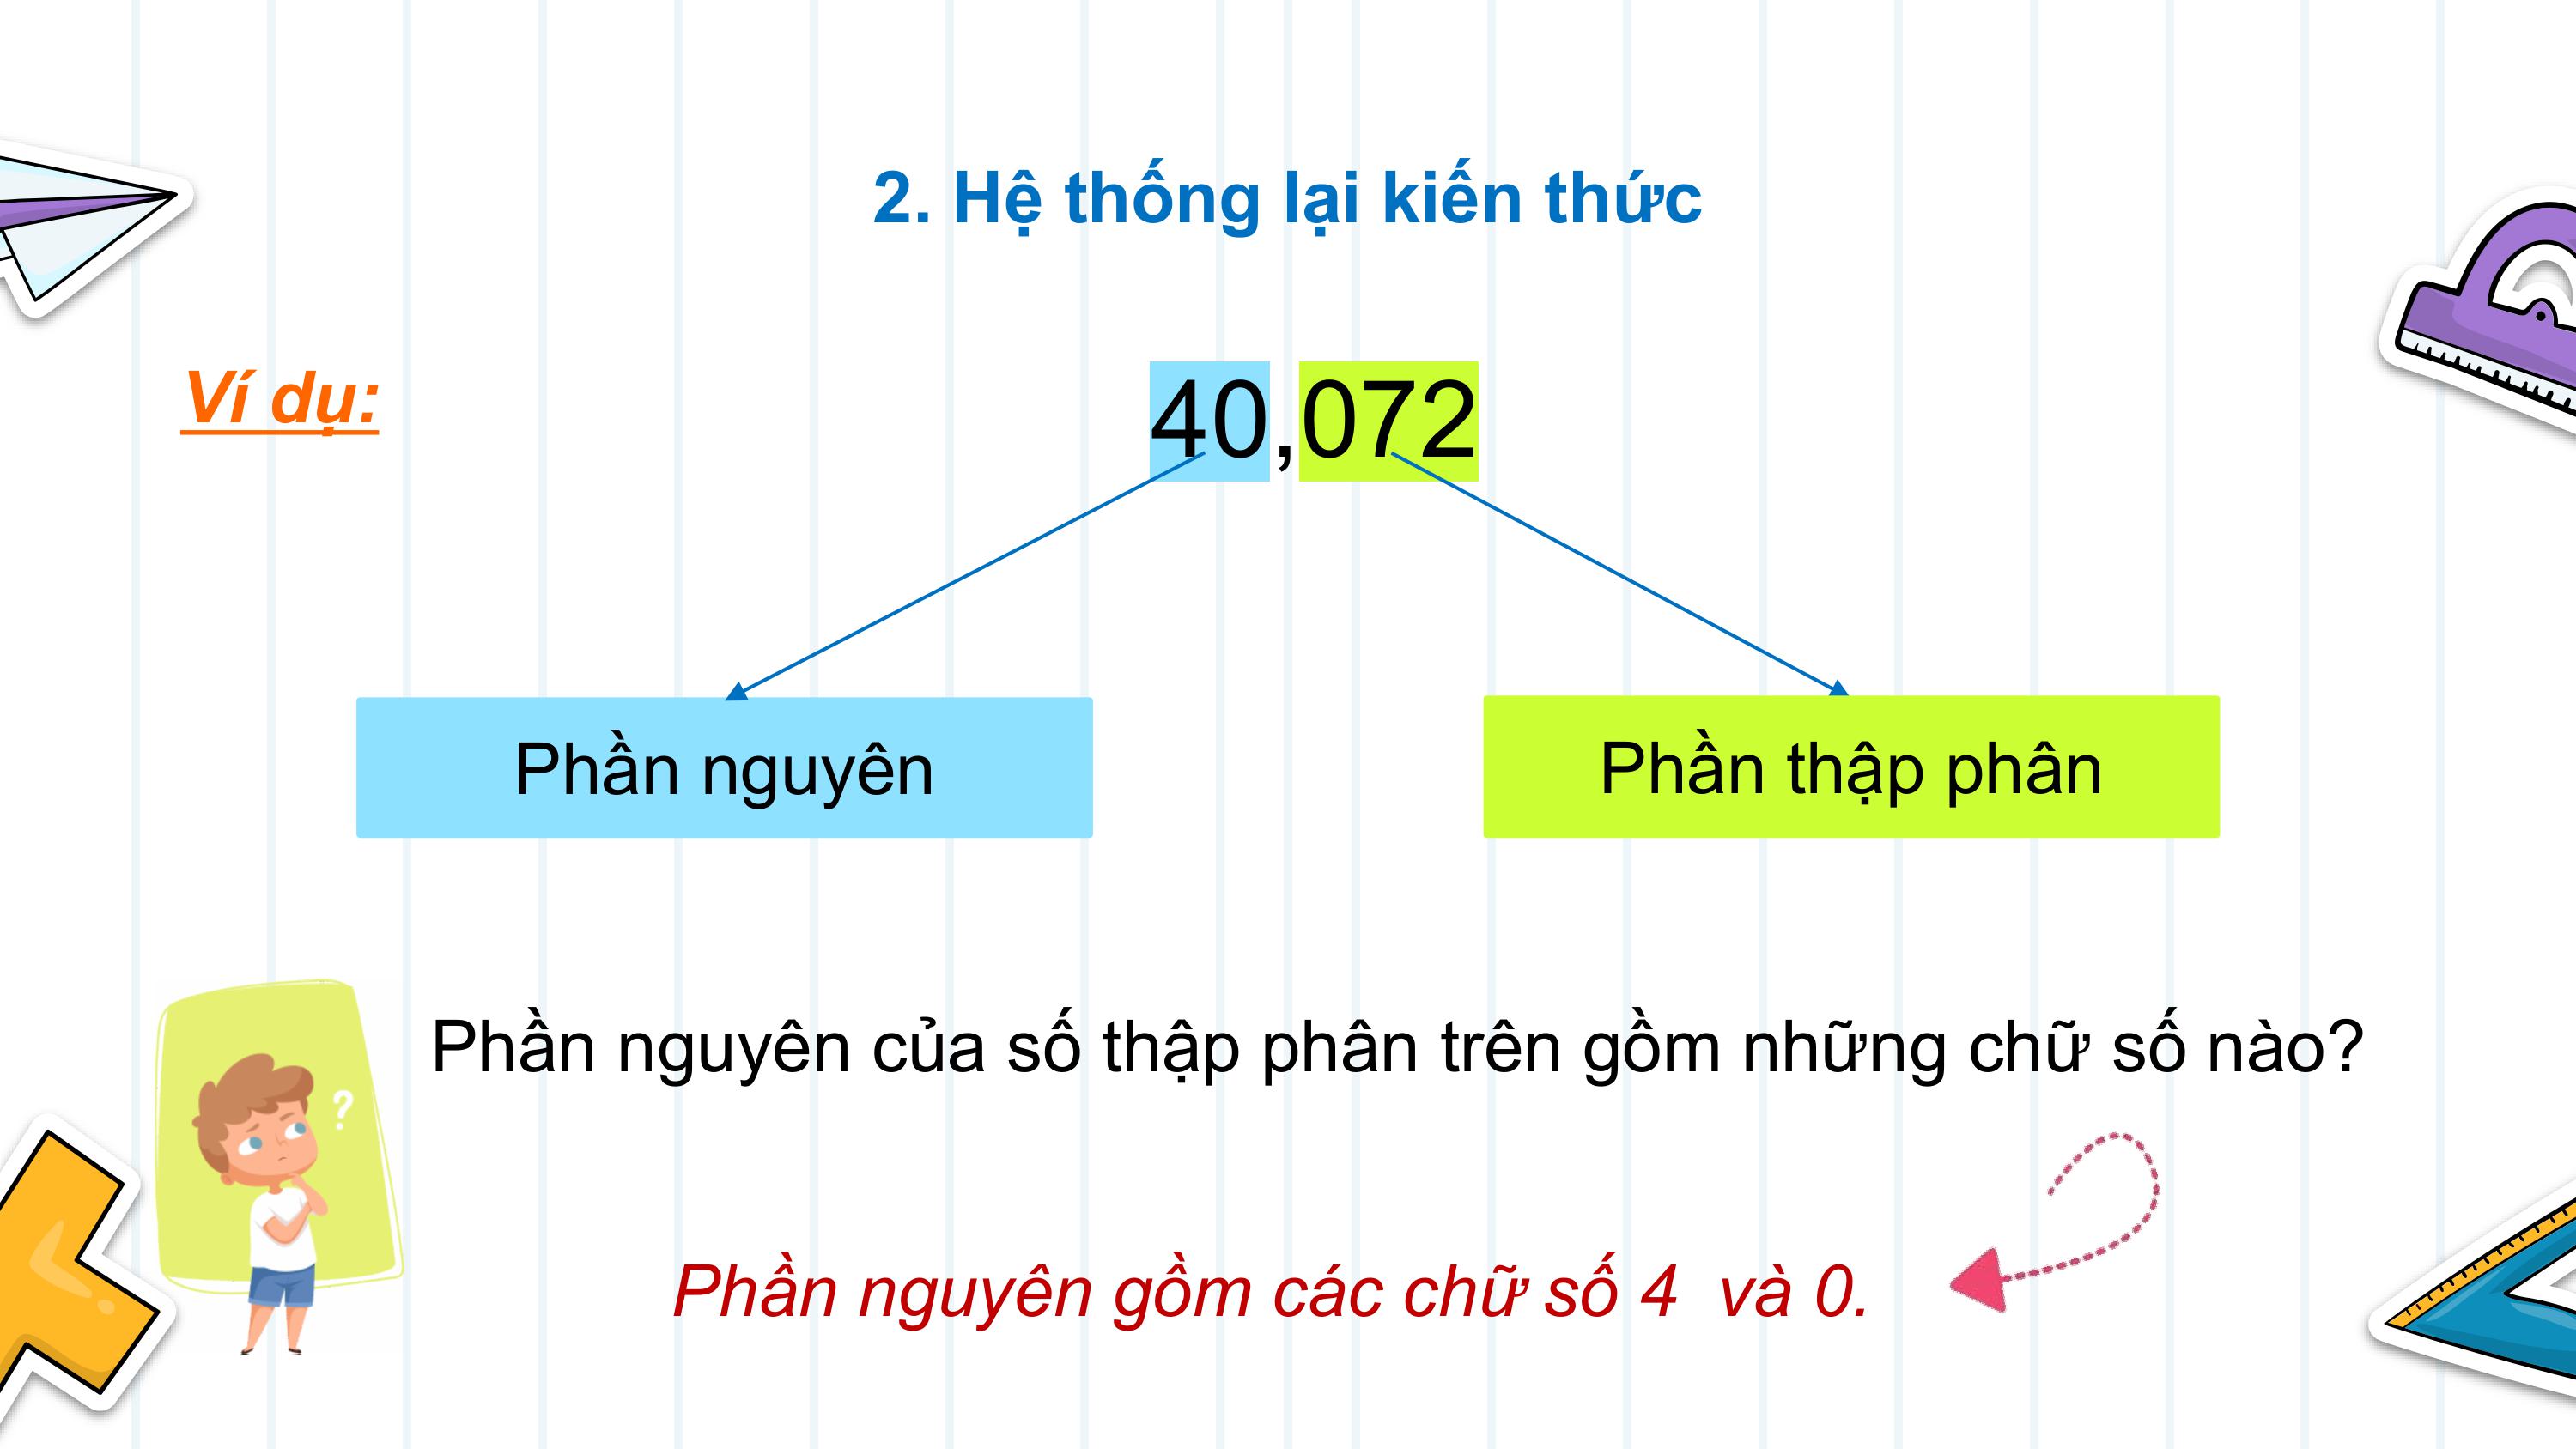 2. Hệ thống lại kiến thức
Ví dụ:
40,072
Phần nguyên
Phần thập phân
Phần nguyên của số thập phân trên gồm những chữ số nào?
?
Phần nguyên gồm các chữ số 4  và 0.